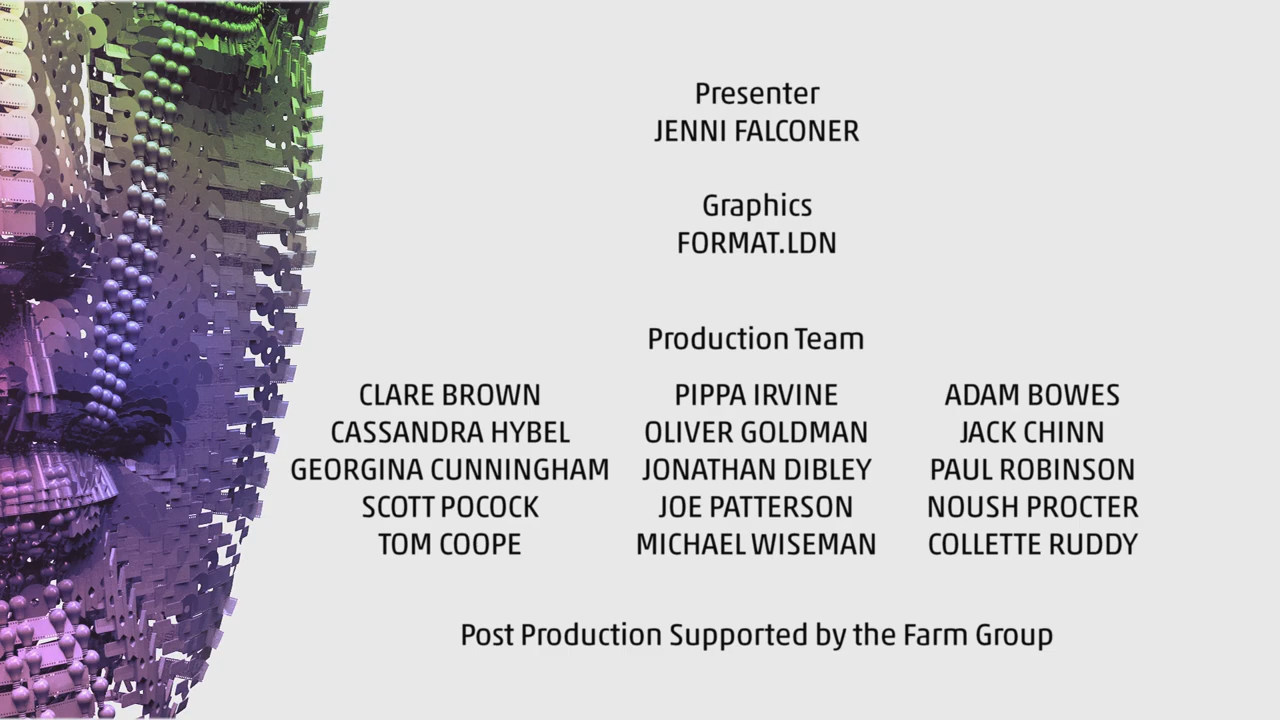 Presenter
JENNI FALCONER
Graphics
FORMAT.LDN
Production Team
CLARE BROWN PIPPA IRVINE ADAM BOWES
CASSANDRA HYBEL OLIVER GOLDMAN JACK CHINN
GEORGINA CUNNINGHAM JONATHAN DIBLEY PAUL ROBINSON
SCOTT POCOCK JOE PATTERSON NOUSH PROCTER
TOM COOPE MICHAEL WISEMAN COLLETTE RUDDY
Post Production Supported by the Farm Group